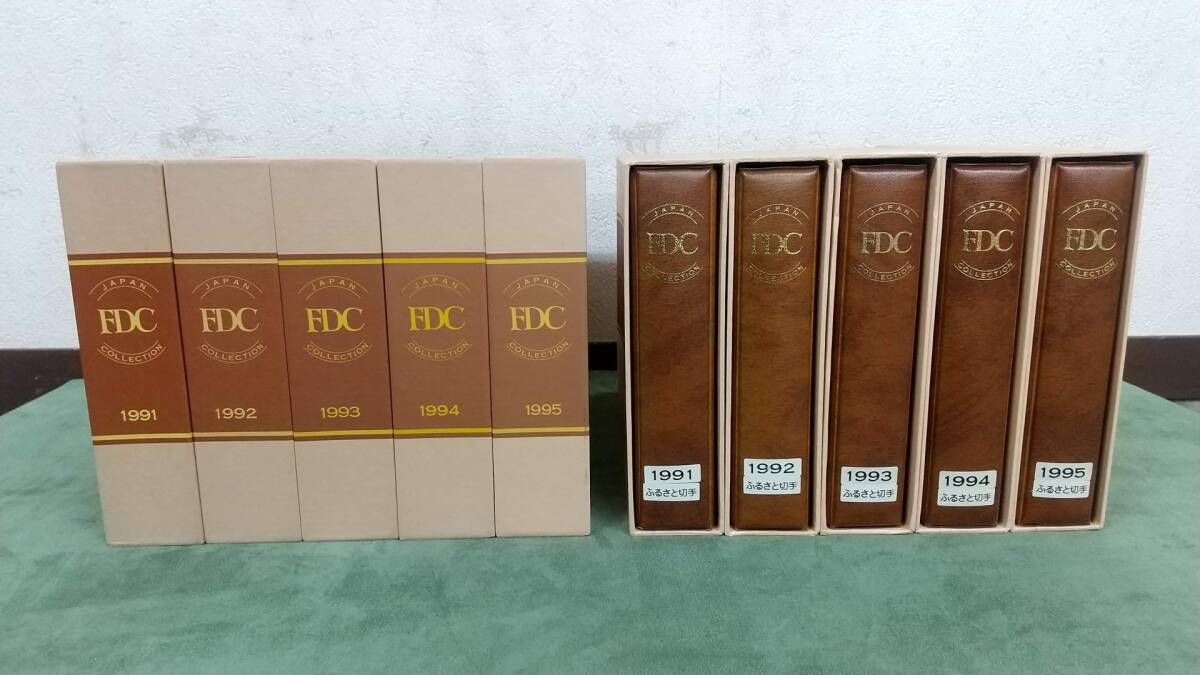 JAPAN
FDC
COLLECTION
1991
JAPAN
FDC
COLLECTION
1992
JAPAN
FDC
COLLECTION
1993
JAPAN
FDC
COLLECTION
1994
JAPAN
FDC
COLLECTION
1995
JAPAN
FDC
COLLECTION
1991
ふるさと切手
JAPAN
FDC
COLLECTION
1992
ふるさと切手
JAPAN
FDC
COLLECTION
1993
ふるさと切手
JAPAN
FDC
COLLECTION
1994
ふるさと切手
JAPAN
FDC
COLLECTION
1995
ふるさと切手